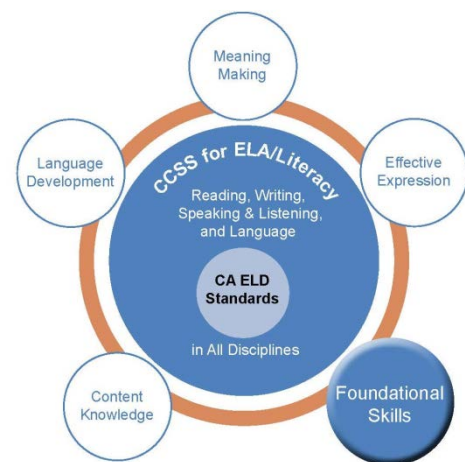 Meaning
Making
Language
Development
Effective
Expression
CCSS for ELA/Literacy
Reading, Writing,
Speaking & Listening,
and Language
CA ELD
Standards
in All Disciplines
Content
Knowledge
Foundational
Skills